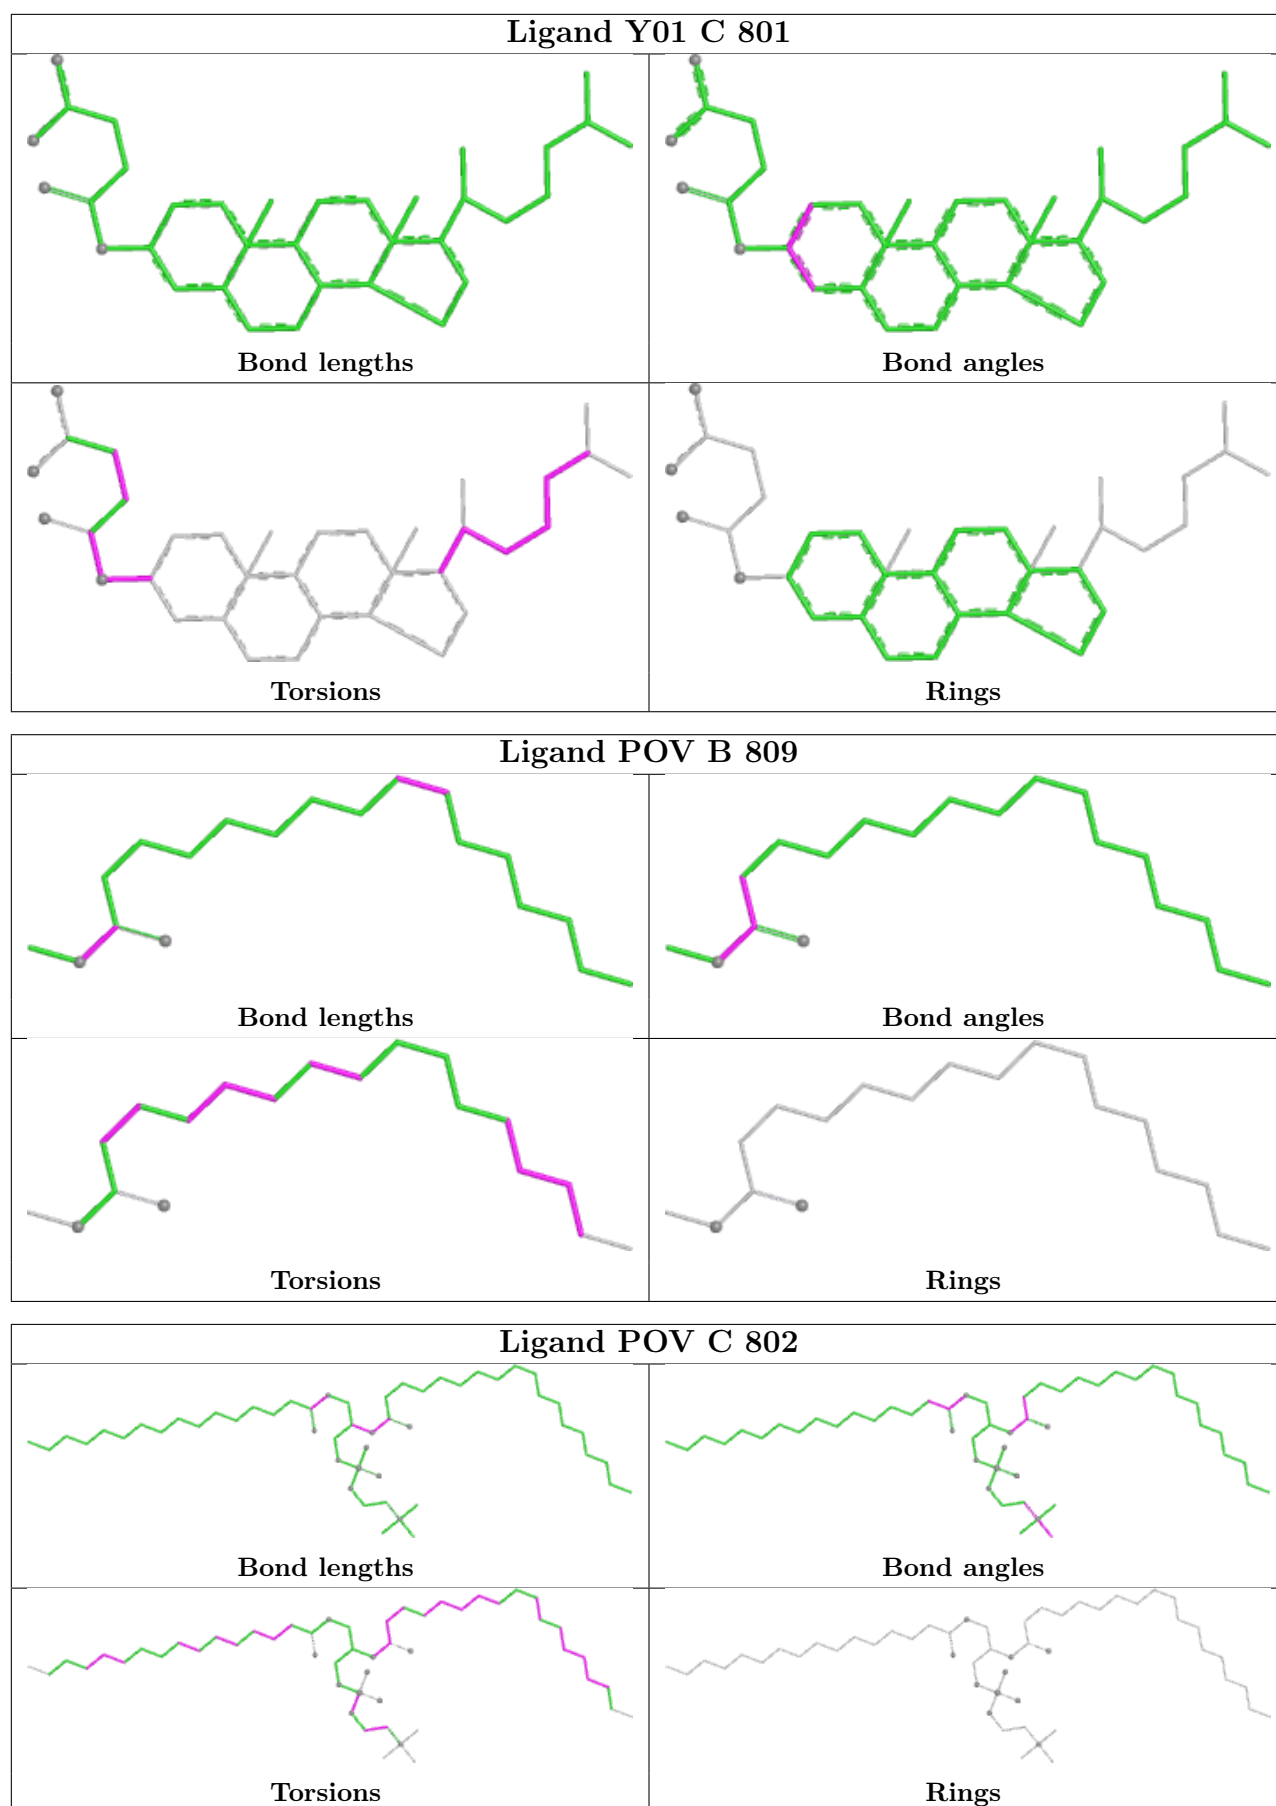 Ligand Y01 C 801
Bond lengths
Bond angles
Torsions
Rings
Ligand POV B 809
Bond lengths
Bond angles
Torsions
Rings
Ligand POV C 802
Bond lengths
Bond angles
Torsions
Rings